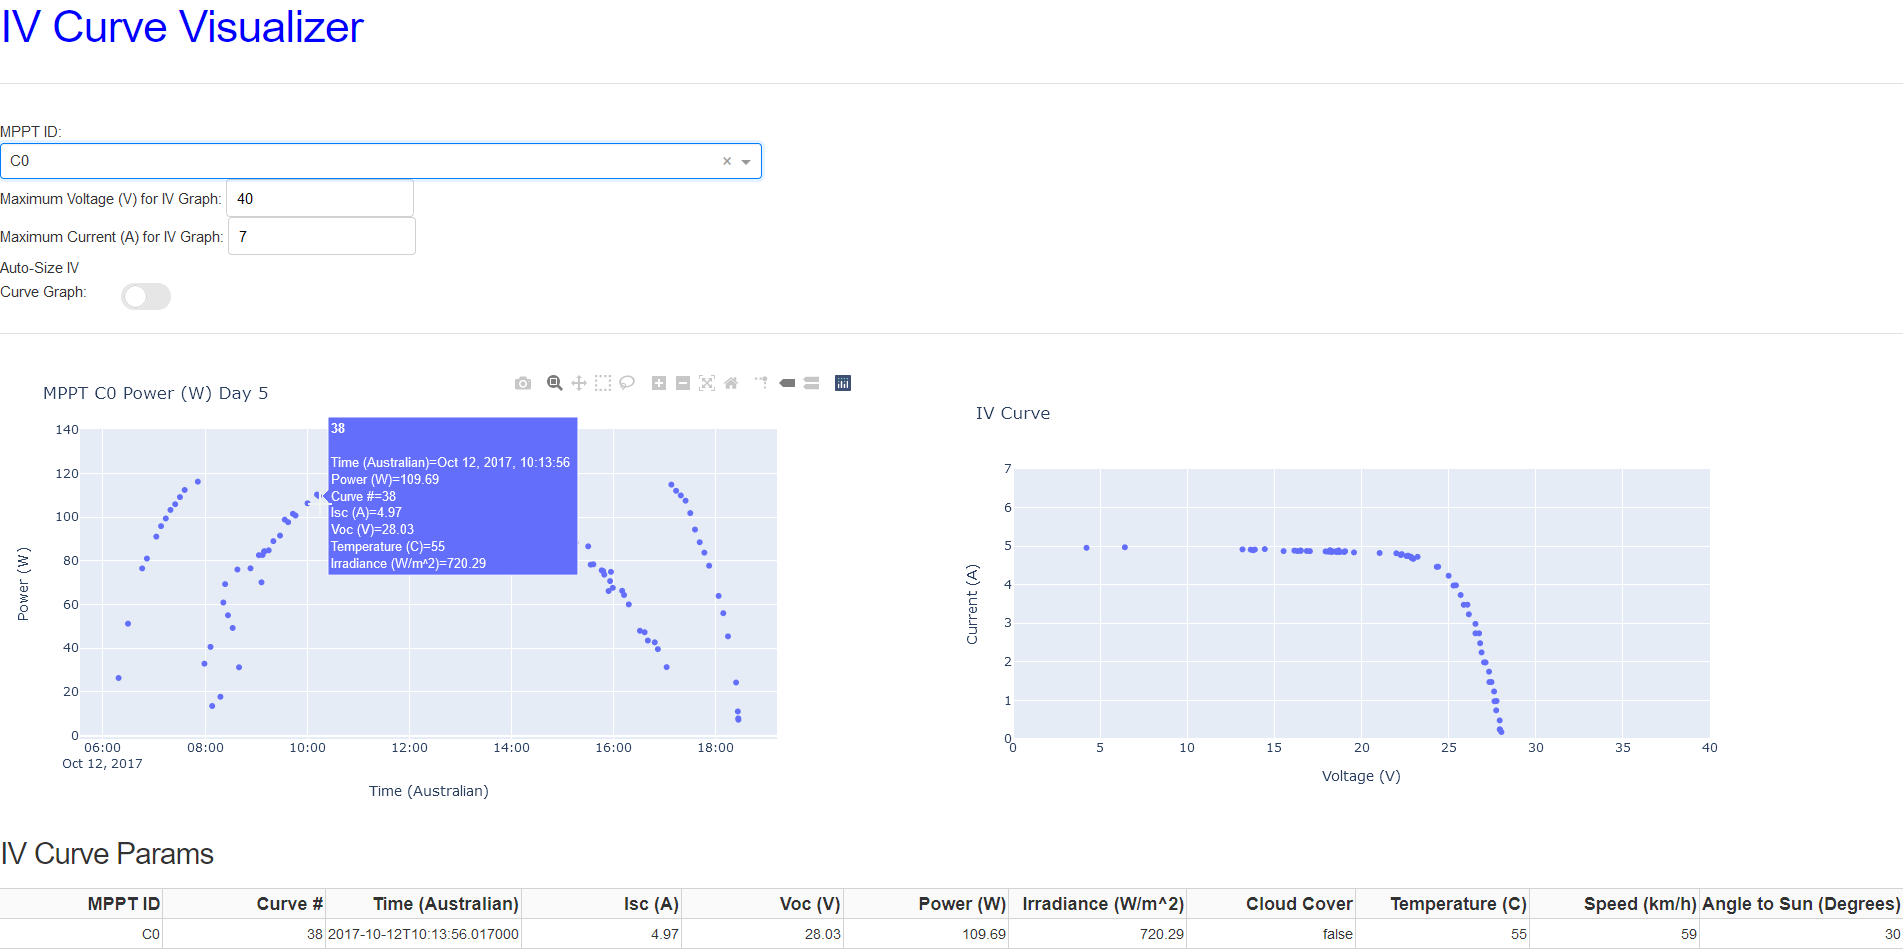 IV Curve Visualizer
MPPT ID:
C0
Maximum Voltage (V) for IV Graph: 40
Maximum Current (A) for IV Graph: 7
Auto-Size IV
Curve Graph:
MPPT C0 Power (W) Day 5
140
120
100
80
60
40
20
0
Power (W)
06:00 08:00 10:00 12:00 14:00 16:00 18:00
Oct 12, 2017
Time (Australian)
38
Time (Australian)=Oct 12, 2017, 10:13:56
Power (W)=109.69
Curve #=38
Isc (A)=4.97
Voc (V)=28.03
Temperature (C)=55
Irradiance (W/m^2)=720.29
IV Curve
7
6
5
4
3
2
1
0
Current (A)
0 5 10 15 20 25 30 35 40
Voltage (V)
IV Curve Params
MPPT ID Curve # Time (Australian) Isc (A) Voc (V) Power (W) Irradiance (W/m^2) Cloud Cover Temperature (C) Speed (km/h) Angle to Sun (Degrees)
C0 38 2017-10-12T10:13:56.017000 4.97 28.03 109.69 720.29 false 55 59 30